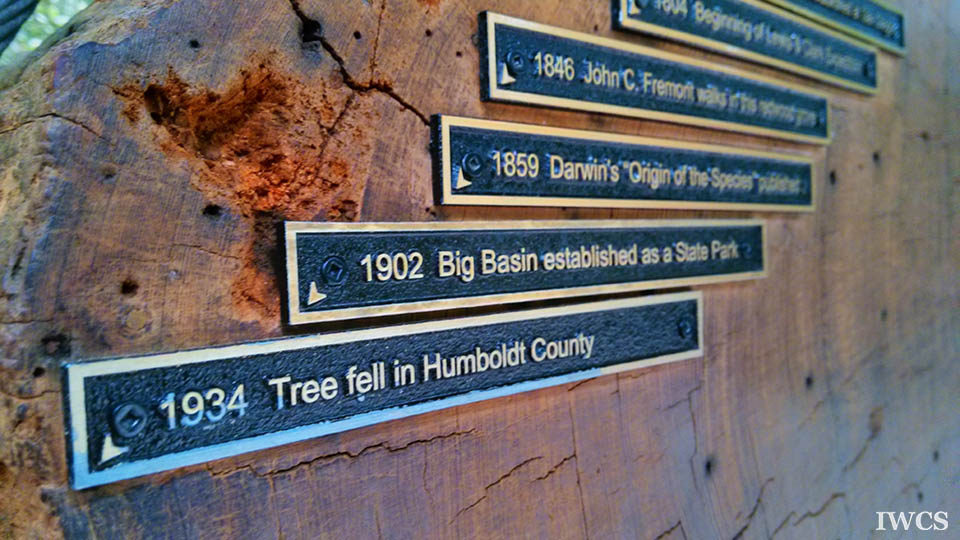 1804 Beginning of Lewis & Clark Expedition
1846 John C. Fremont walks in this redwood grove
1859 Darwin's "Origin of the Species" published
1902 Big Basin established as a State Park
1934 Tree fell in Humboldt County
IWCS